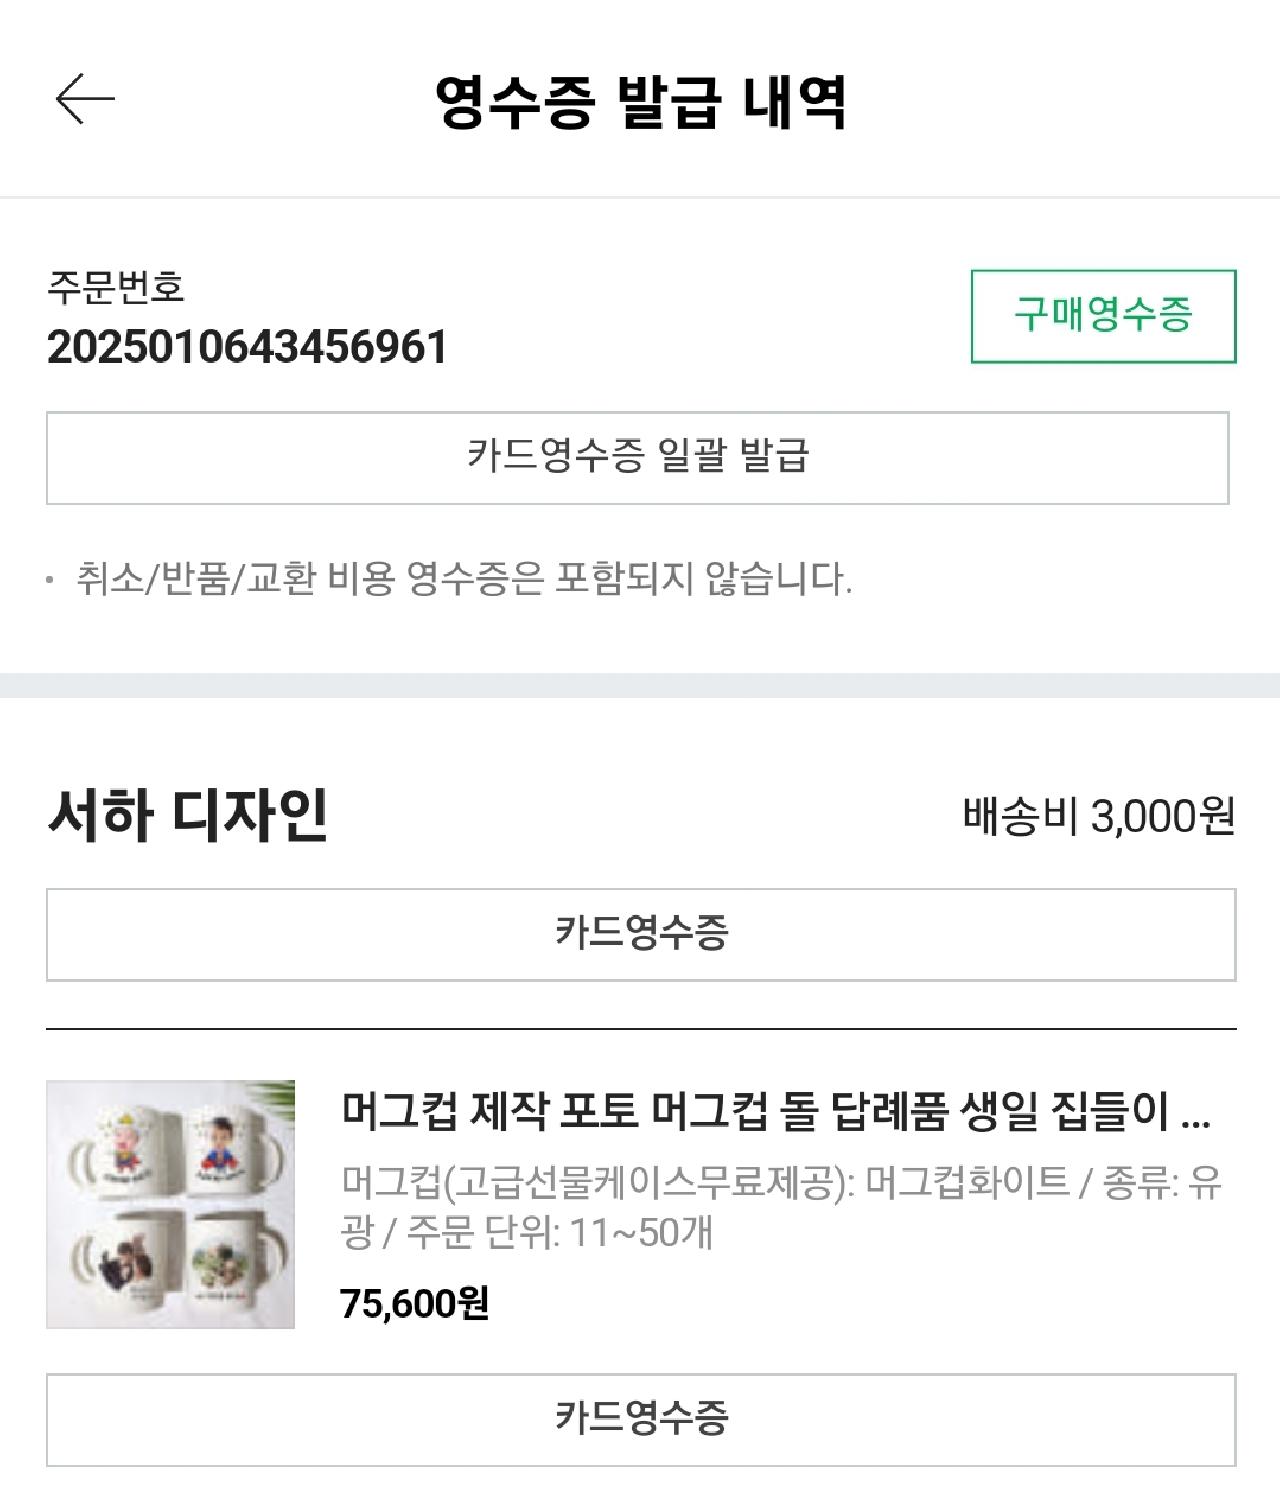 영수증 발급 내역
주문번호
2025010643456961
구매영수증
카드영수증 일괄 발급
• 취소/반품/교환 비용 영수증은 포함되지 않습니다.
서하 디자인
배송비 3,000원
카드영수증
머그컵 제작 포토 머그컵 돌 답례품 생일 집들이 ...
머그컵(고급선물케이스무료제공): 머그컵화이트 / 종류: 유
광 / 주문 단위: 11~50개
75,600원
카드영수증